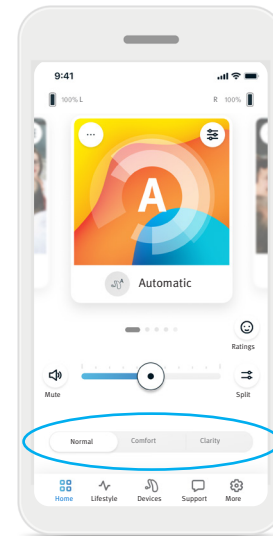 9:41
100% L R 100%
A
A
Automatic
Ratings
Mute Split
Normal Comfort Clarity
Home Lifestyle Devices Support More